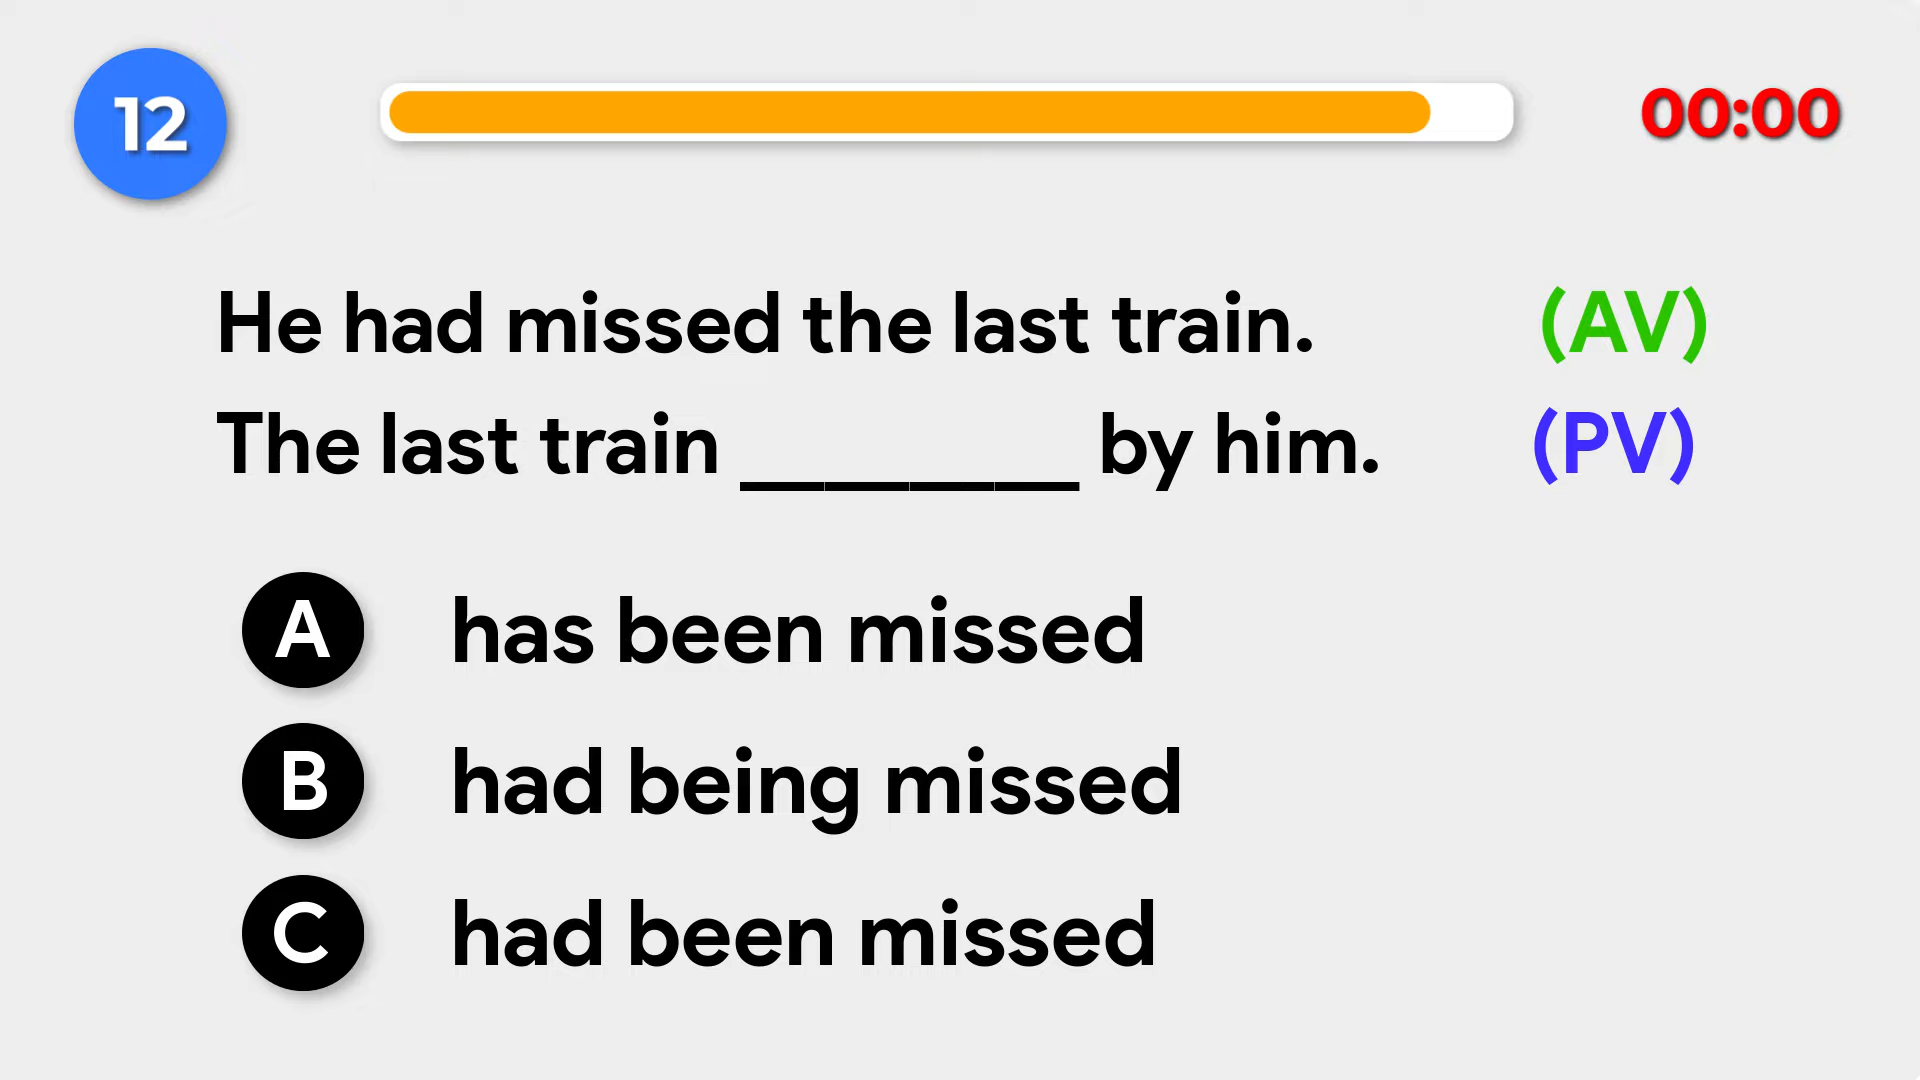 12
00:00
He had missed the last train. (AV)
The last train ________ by him. (PV)
A has been missed
B had being missed
C had been missed